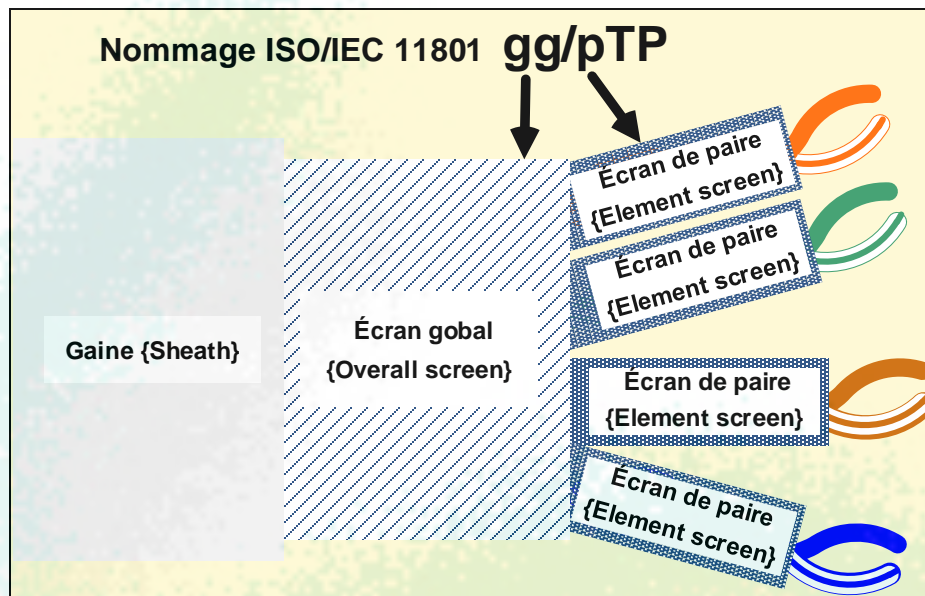 Nommage ISO/IEC 11801 gg/pTP
Écran de paire
{Element screen}
Écran de paire
{Element screen}
Gaine {Sheath}
Écran gobal
{Overall screen}
Écran de paire
{Element screen}
Écran de paire
{Element screen}